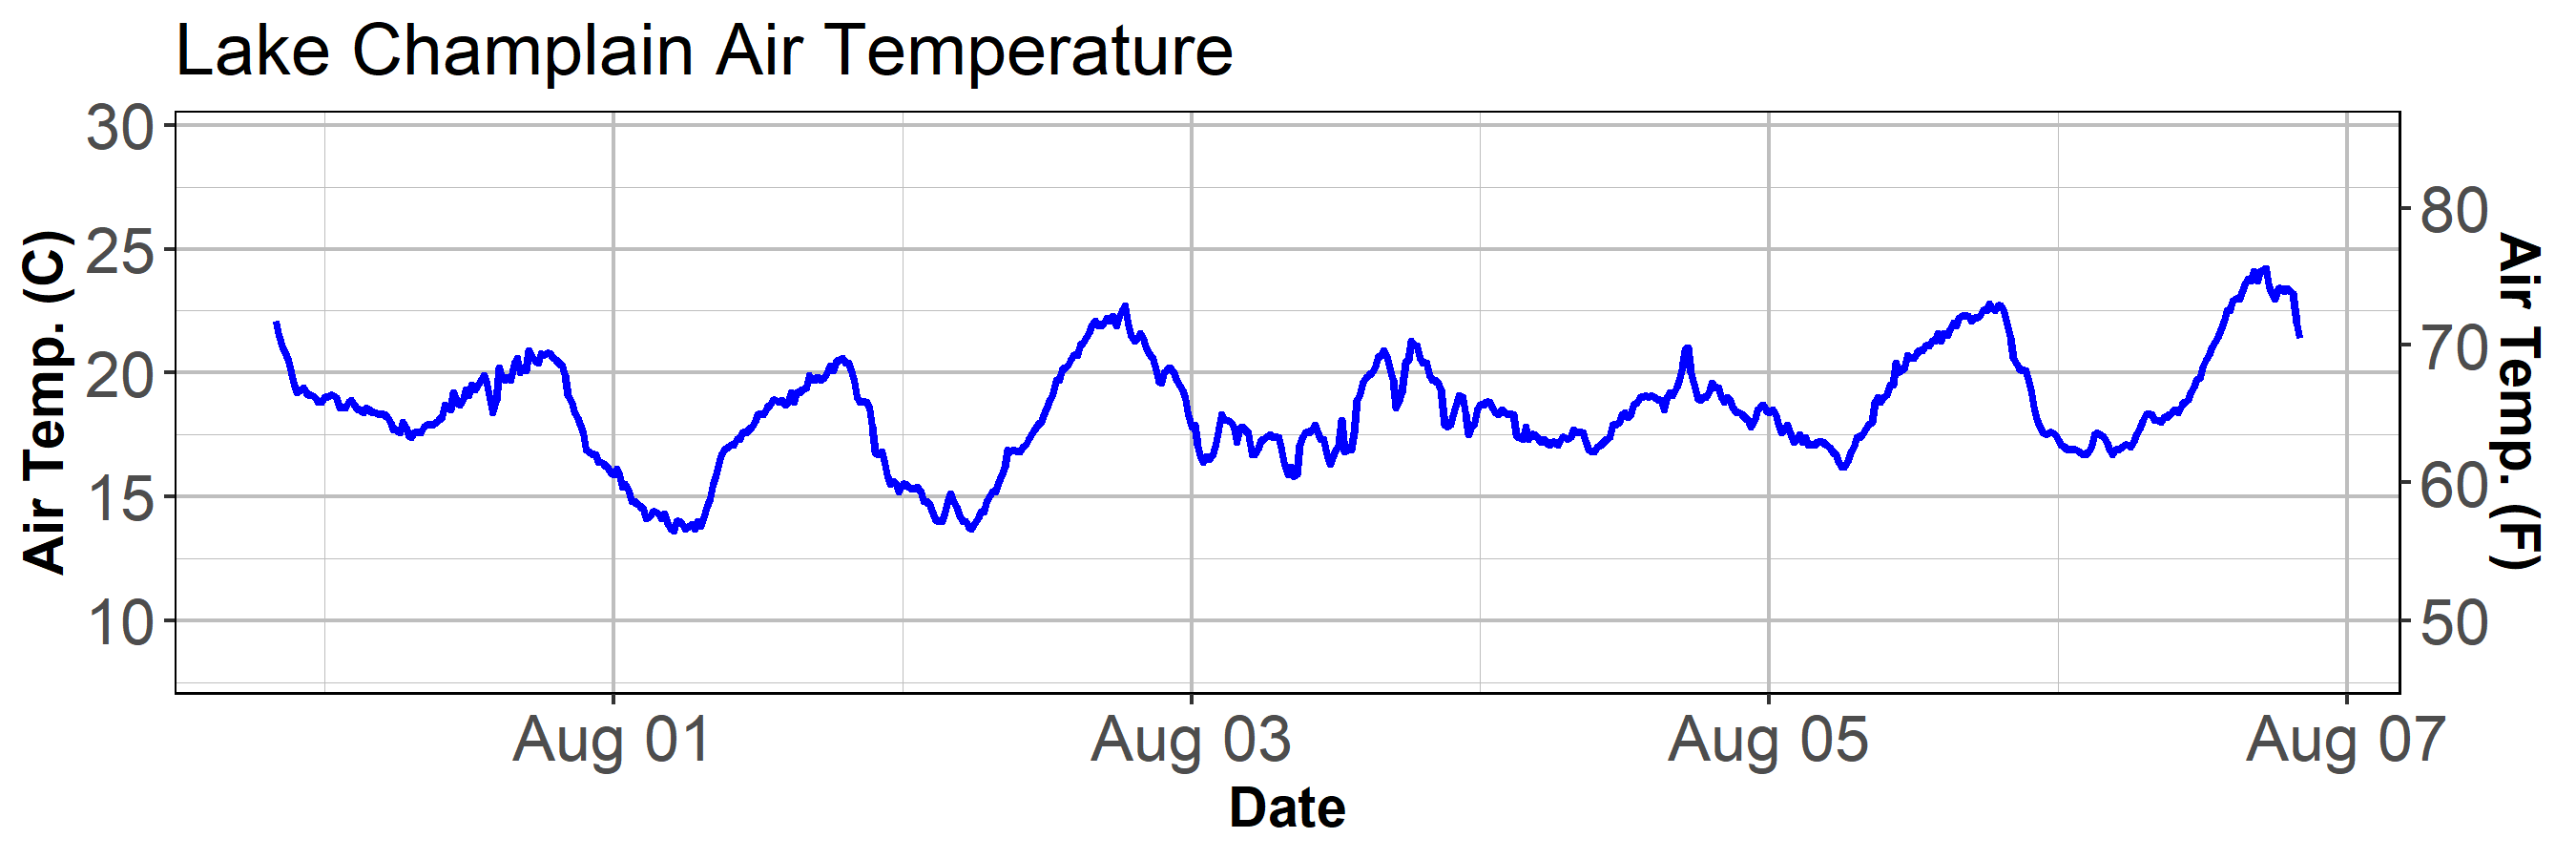 Lake Champlain Air Temperature
Air Temp. (C)
30
25
20
15
10
80
70
60
50
Air Temp. (F)
Aug 01 Aug 03 Aug 05 Aug 07
Date